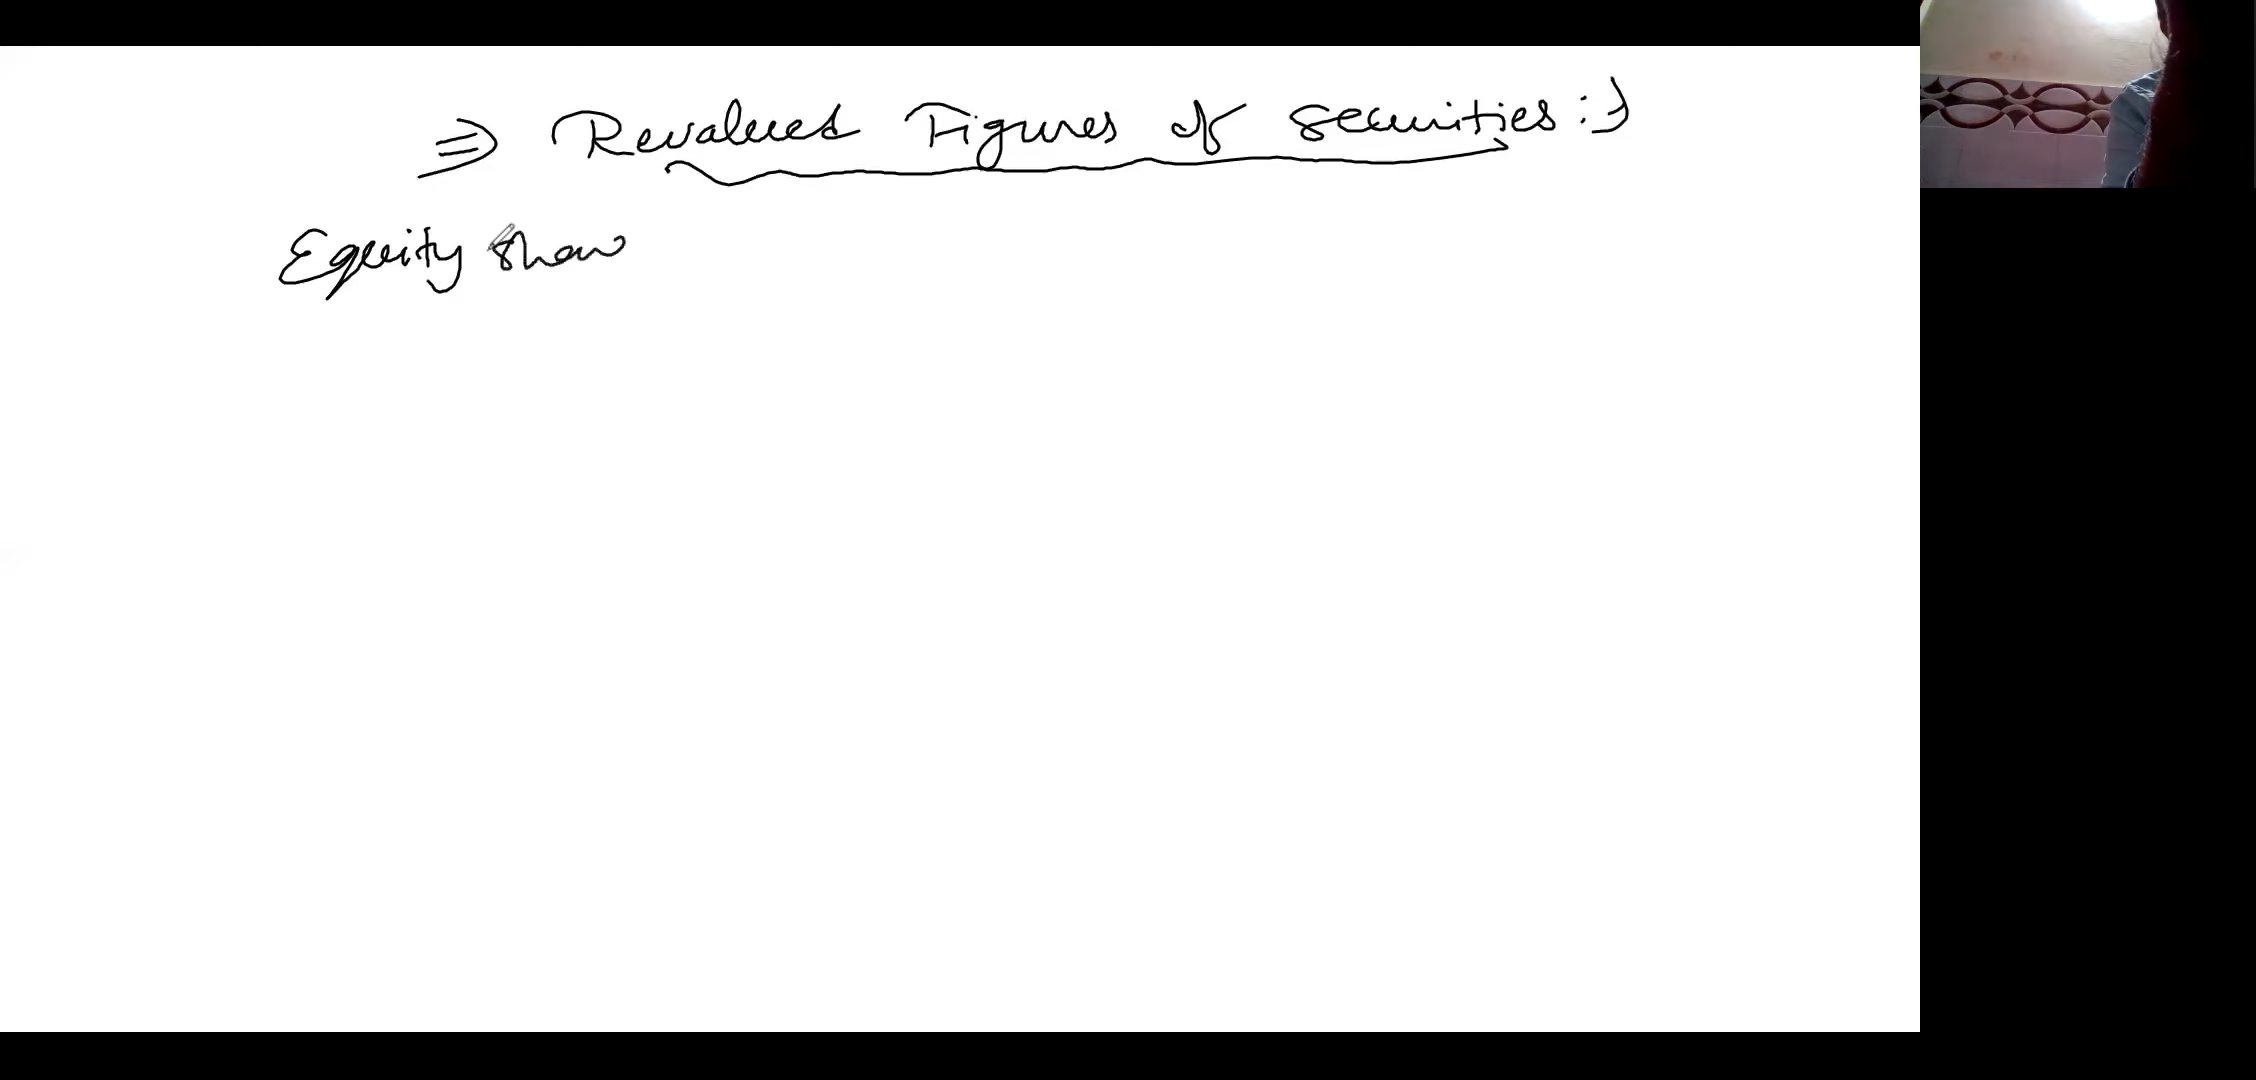 ⇒ Revalued Figures of Securities :→
Equity Share